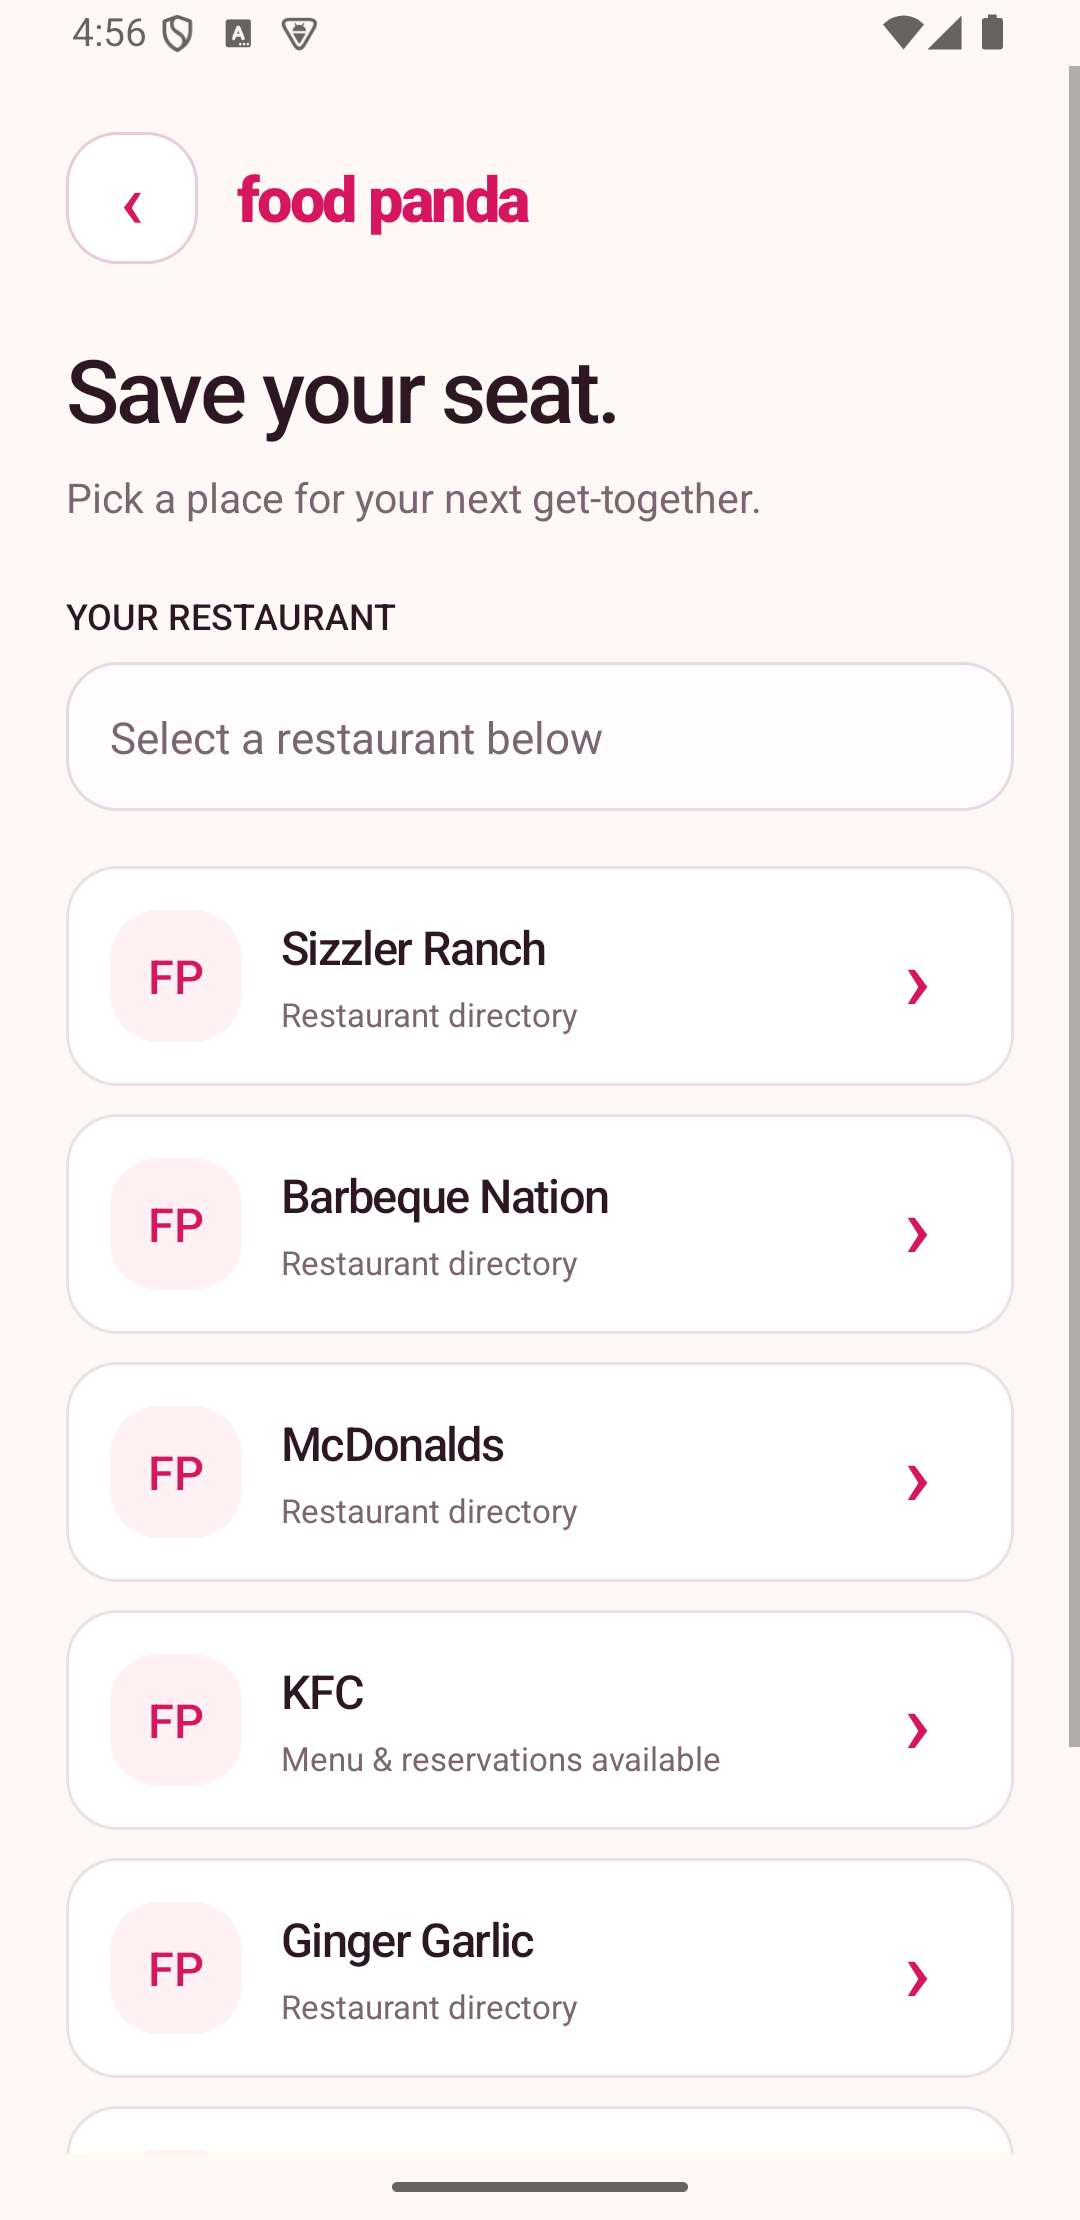 4:56
‹
food panda
Save your seat.
Pick a place for your next get-together.
YOUR RESTAURANT
Select a restaurant below
FP
Sizzler Ranch
Restaurant directory
›
FP
Barbeque Nation
Restaurant directory
›
FP
McDonalds
Restaurant directory
›
FP
KFC
Menu & reservations available
›
FP
Ginger Garlic
Restaurant directory
›